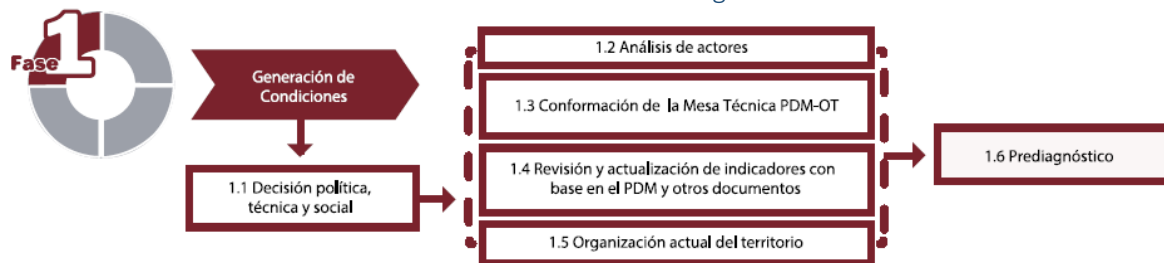 Fase 1
Generación de
Condiciones
1.1 Decisión política,
técnica y social
1.2 Análisis de actores
1.3 Conformación de la Mesa Técnica PDM-OT
1.4 Revisión y actualización de indicadores con
base en el PDM y otros documentos
1.5 Organización actual del territorio
1.6 Prediagnóstico